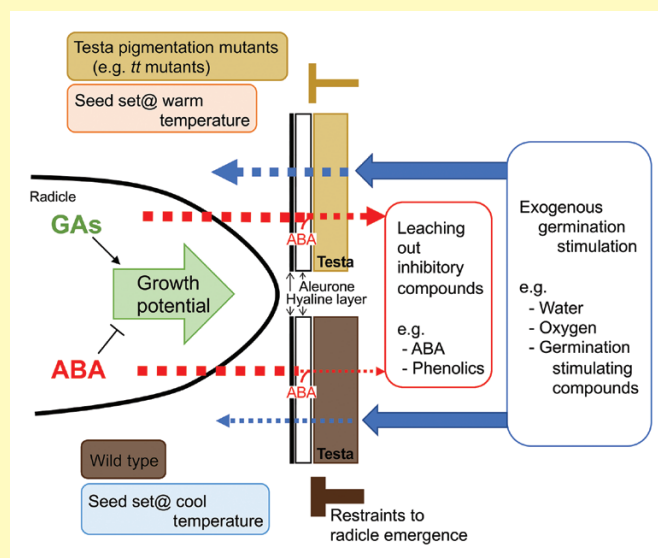 Testa pigmentation mutants
(e.g. tt mutants)
Seed set@ warm
temperature
Radicle
GAs
Growth
potential
ABA
ABA
Testa
Aleurone
Hyaline layer
ABA
Testa
Leaching
out
inhibitory
compounds
e.g.
- ABA
- Phenolics
Exogenous
germination
stimulation
e.g.
- Water
- Oxygen
- Germination
stimulating
compounds
Wild type
Seed set@ cool
temperature
Restraints to
radicle emergence